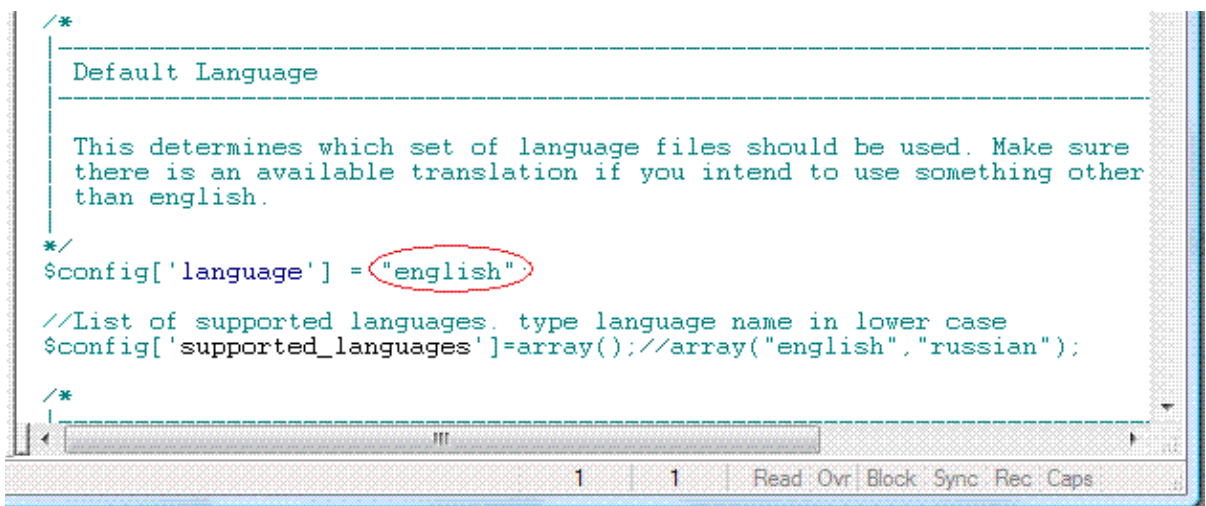 /*
Default Language
This determines which set of language files should be used. Make sure
there is an available translation if you intend to use something other
than english.
*/
$config['language'] = "english";
//List of supported languages. type language name in lower case
$config['supported_languages']=array();//array("english","russian");
/*
1 1 Read Ovr Block Sync Rec Caps